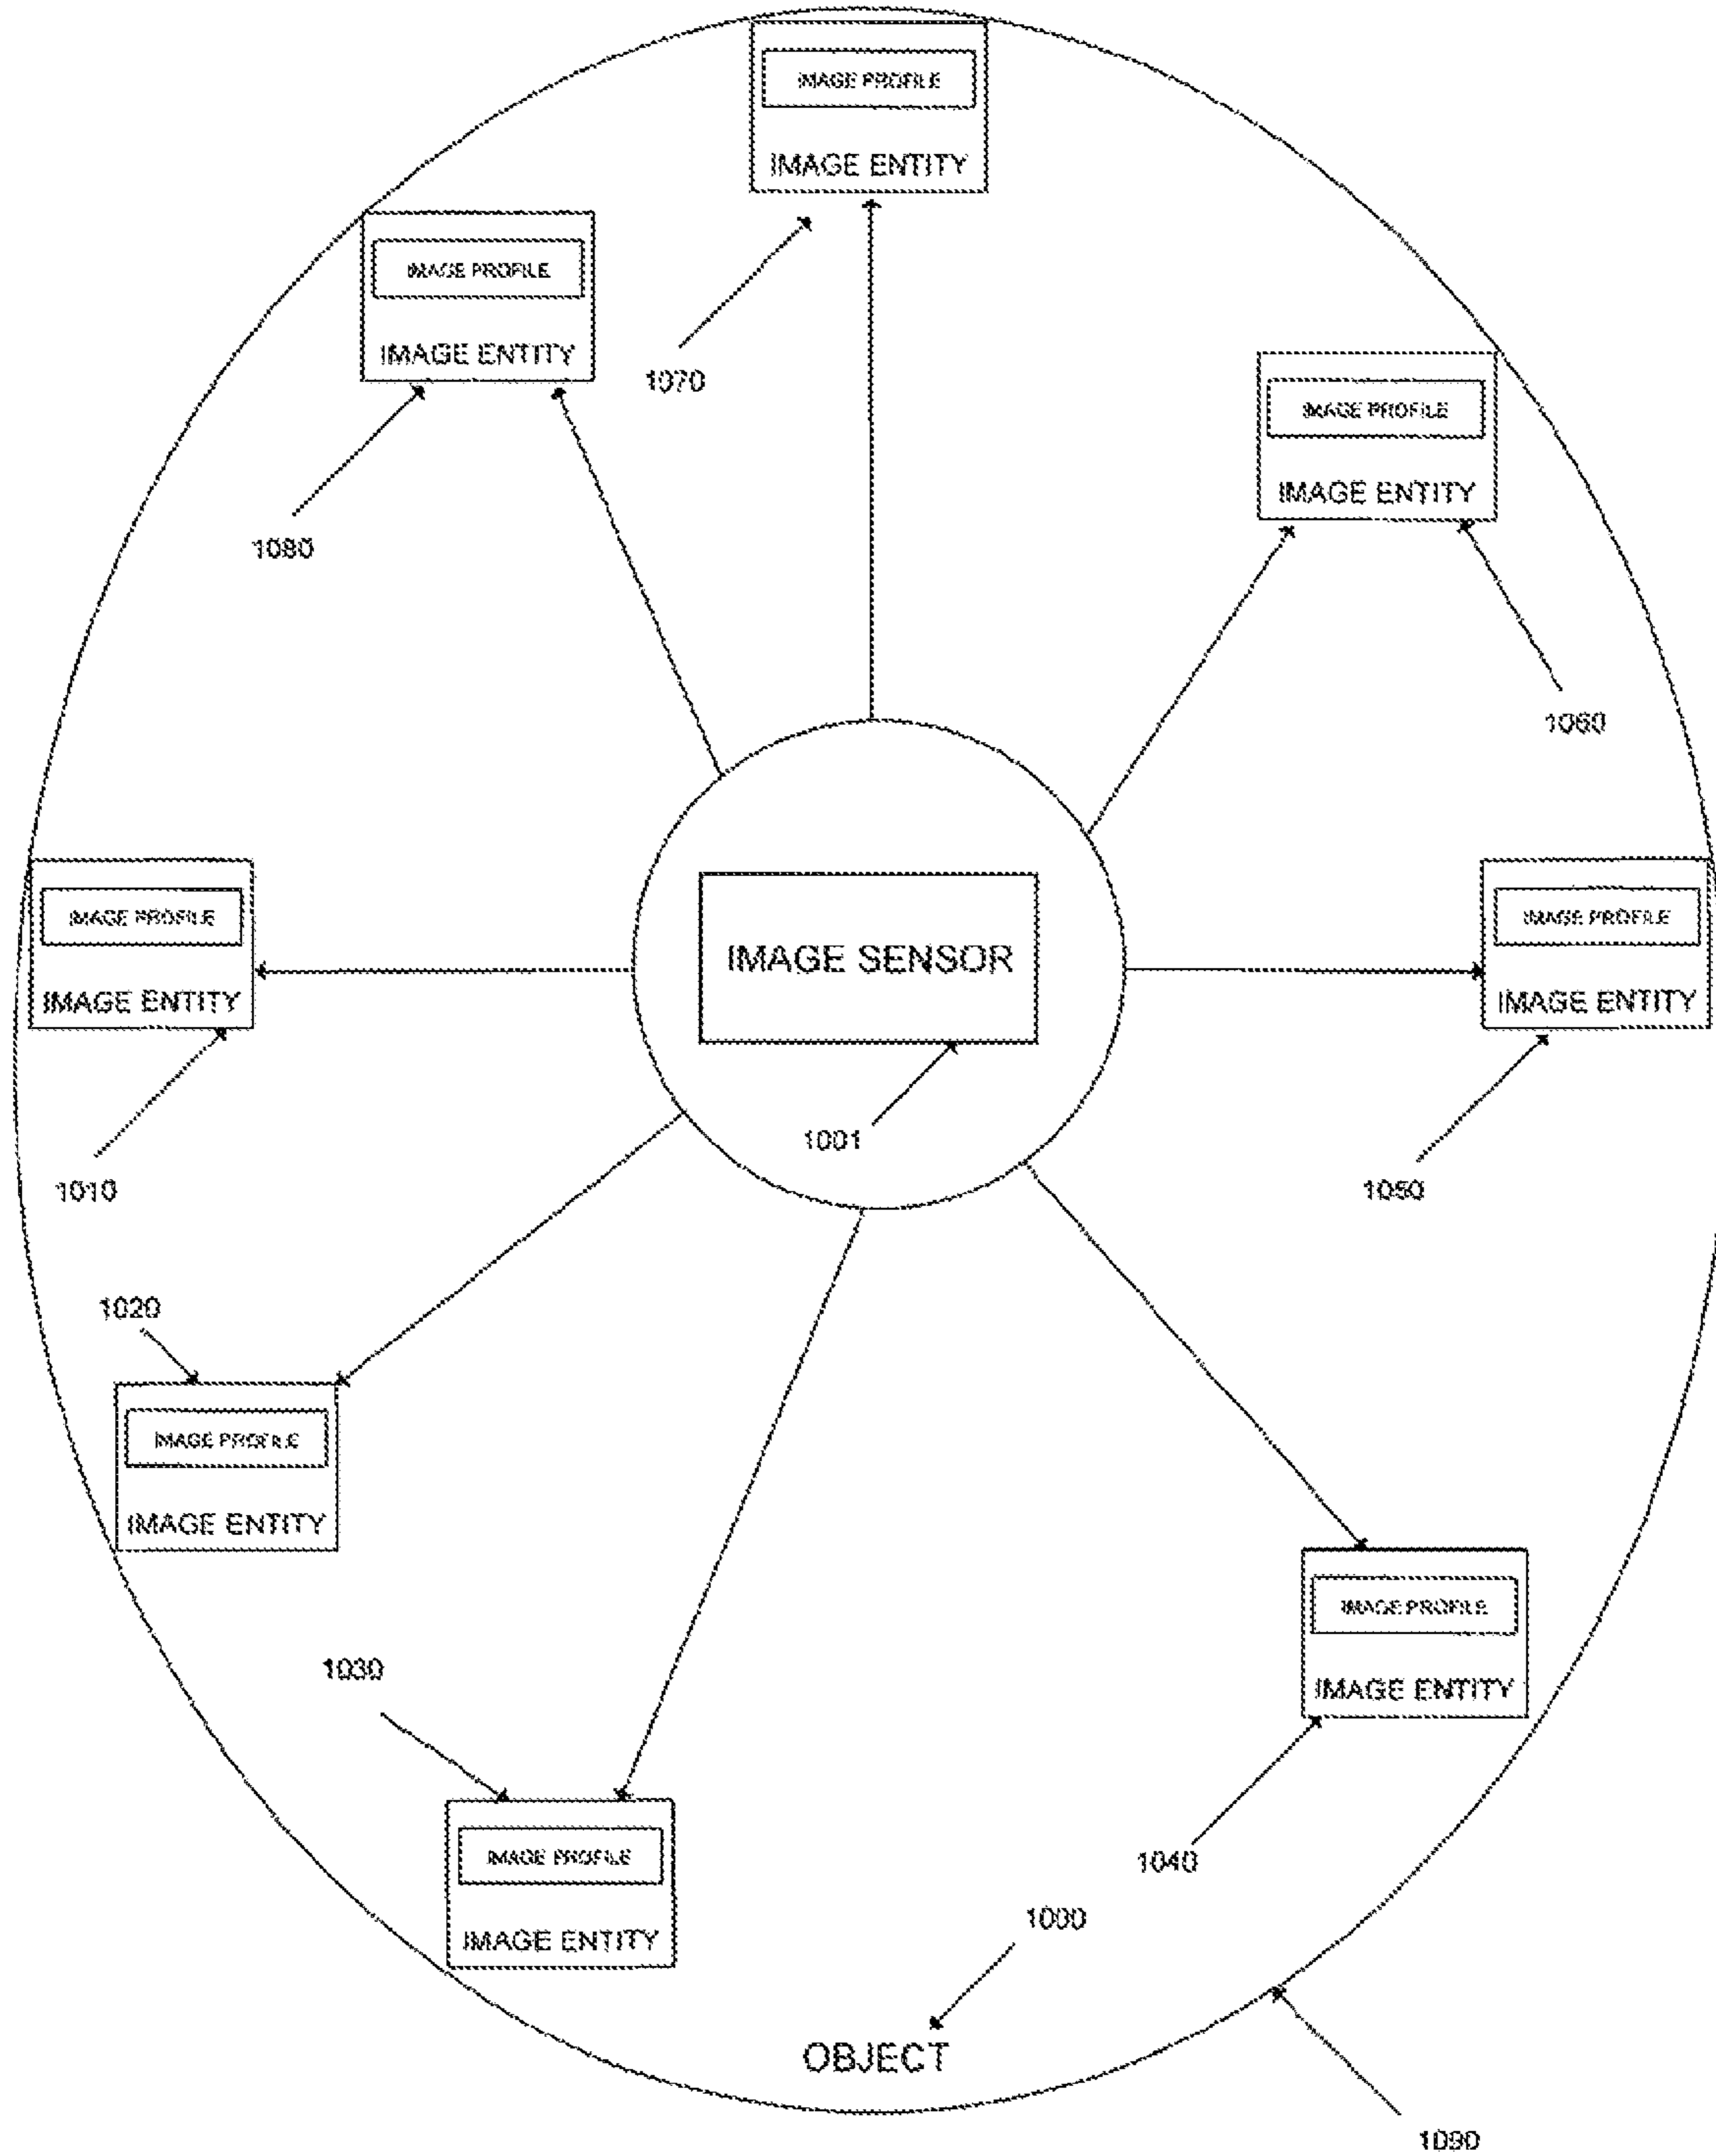 IMAGE PROFILE
IMAGE ENTITY
IMAGE PROFILE
IMAGE ENTITY
1070
1080
IMAGE PROFILE
IMAGE ENTITY
1060
IMAGE PROFILE
IMAGE ENTITY
1010
IMAGE SENSOR
1001
IMAGE PROFILE
IMAGE ENTITY
1050
1020
IMAGE PROFILE
IMAGE ENTITY
IMAGE PROFILE
IMAGE ENTITY
1040
1030
IMAGE PROFILE
IMAGE ENTITY
1000
OBJECT
1090